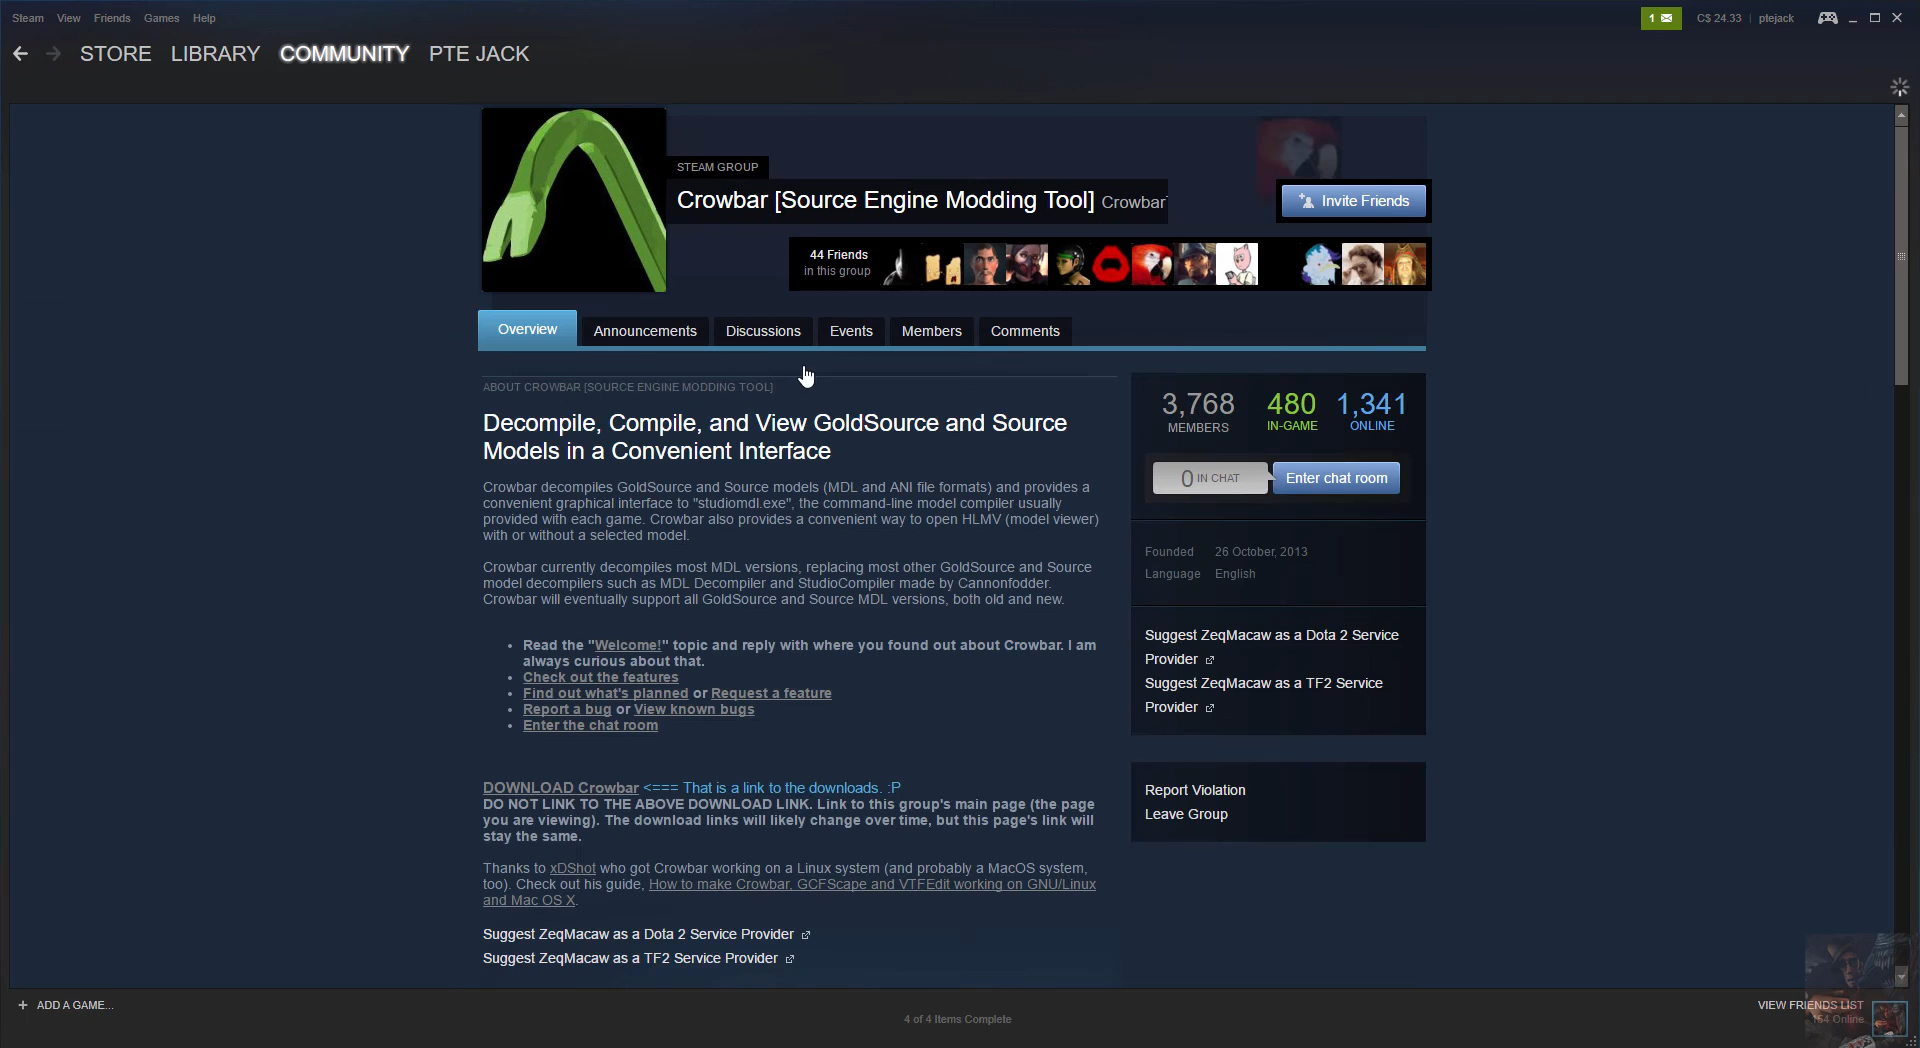 Steam View Friends Games Help
1 C$ 24.33 ptejack
STORE LIBRARY COMMUNITY PTE JACK
STEAM GROUP
Crowbar [Source Engine Modding Tool] Crowbar
Invite Friends
44 Friends
in this group
Overview Announcements Discussions Events Members Comments
ABOUT CROWBAR [SOURCE ENGINE MODDING TOOL]
Decompile, Compile, and View GoldSource and Source
Models in a Convenient Interface
Crowbar decompiles GoldSource and Source models (MDL and ANI file formats) and provides a
convenient graphical interface to "studiomdl.exe", the command-line model compiler usually
provided with each game. Crowbar also provides a convenient way to open HLMV (model viewer)
with or without a selected model.
Crowbar currently decompiles most MDL versions, replacing most other GoldSource and Source
model decompilers such as MDL Decompiler and StudioCompiler made by Cannonfodder.
Crowbar will eventually support all GoldSource and Source MDL versions, both old and new.
• Read the "Welcome!" topic and reply with where you found out about Crowbar. I am
always curious about that.
• Check out the features
• Find out what's planned or Request a feature
• Report a bug or View known bugs
• Enter the chat room
DOWNLOAD Crowbar <=== That is a link to the downloads. :P
DO NOT LINK TO THE ABOVE DOWNLOAD LINK. Link to this group's main page (the page
you are viewing). The download links will likely change over time, but this page's link will
stay the same.
Thanks to xDShot who got Crowbar working on a Linux system (and probably a MacOS system,
too). Check out his guide, How to make Crowbar, GCFScape and VTFEdit working on GNU/Linux
and Mac OS X.
Suggest ZeqMacaw as a Dota 2 Service Provider
Suggest ZeqMacaw as a TF2 Service Provider
3,768 480 1,341
MEMBERS IN-GAME ONLINE
0 IN CHAT Enter chat room
Founded 26 October, 2013
Language English
Suggest ZeqMacaw as a Dota 2 Service
Provider
Suggest ZeqMacaw as a TF2 Service
Provider
Report Violation
Leave Group
+ ADD A GAME...
4 of 4 Items Complete
VIEW FRIENDS LIST
154 Online